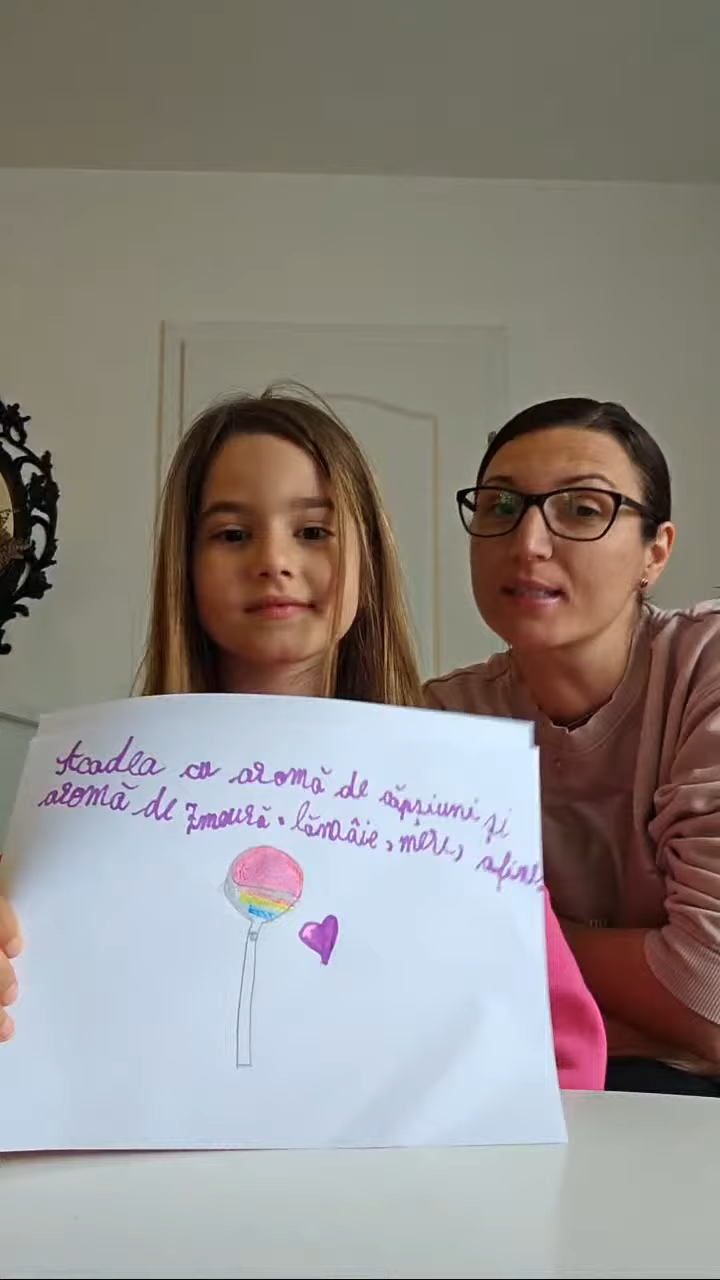 Acadea cu aromă de căpșiuni și
aromă de Zmeură, lămâie, mere, afine